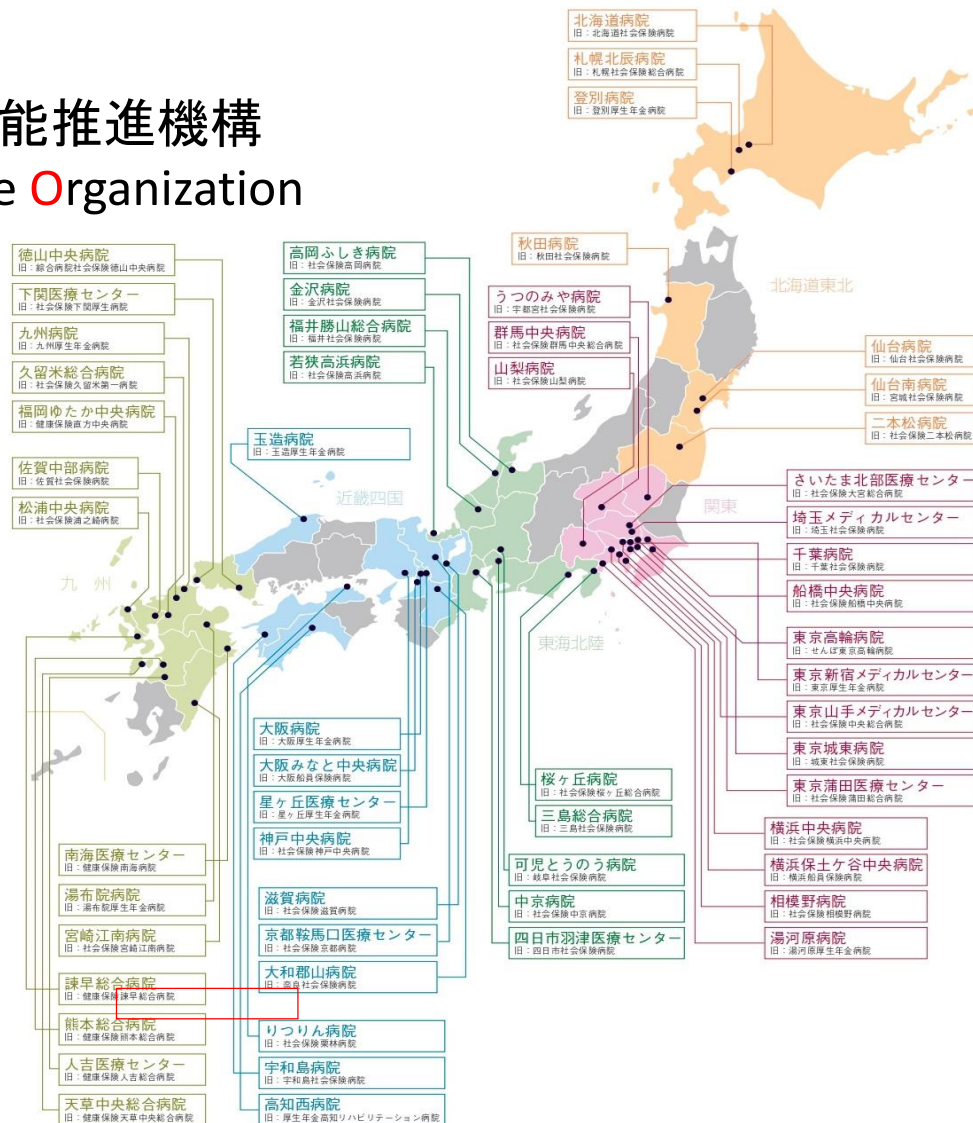 能推進機構
e Organization
北海道病院
旧：北海道社会保険病院
札幌北辰病院
旧：札幌社会保険総合病院
登別病院
旧：登別厚生年金病院
秋田病院
旧：秋田社会保険病院
北海道東北
仙台病院
旧：仙台社会保険病院
仙台南病院
旧：宮城社会保険病院
二本松病院
旧：社会保険二本松病院
徳山中央病院
旧：綜合病院社会保険徳山中央病院
下関医療センター
旧：社会保険下関厚生病院
九州病院
旧：九州厚生年金病院
久留米総合病院
旧：社会保険久留米第一病院
福岡ゆたか中央病院
旧：健康保険直方中央病院
佐賀中部病院
旧：佐賀社会保険病院
松浦中央病院
旧：社会保険浦之崎病院
九 州
高岡ふしき病院
旧：社会保険高岡病院
金沢病院
旧：金沢社会保険病院
福井勝山総合病院
旧：福井社会保険病院
若狭高浜病院
旧：社会保険高浜病院
玉造病院
旧：玉造厚生年金病院
近畿四国
うつのみや病院
旧：宇都宮社会保険病院
群馬中央病院
旧：社会保険群馬中央総合病院
山梨病院
旧：社会保険山梨病院
関東
東海北陸
さいたま北部医療センター
旧：社会保険大宮総合病院
埼玉メディカルセンター
旧：埼玉社会保険病院
千葉病院
旧：千葉社会保険病院
船橋中央病院
旧：社会保険船橋中央病院
東京高輪病院
旧：せんぽ東京高輪病院
東京新宿メディカルセンター
旧：東京厚生年金病院
東京山手メディカルセンター
旧：社会保険中央総合病院
東京城東病院
旧：城東社会保険病院
東京蒲田医療センター
旧：社会保険蒲田総合病院
横浜中央病院
旧：社会保険横浜中央病院
横浜保土ケ谷中央病院
旧：横浜船員保険病院
相模野病院
旧：社会保険相模野病院
湯河原病院
旧：湯河原厚生年金病院
桜ヶ丘病院
旧：社会保険桜ヶ丘総合病院
三島総合病院
旧：三島社会保険病院
可児とうのう病院
旧：岐阜社会保険病院
中京病院
旧：社会保険中京病院
四日市羽津医療センター
旧：四日市社会保険病院
大阪病院
旧：大阪厚生年金病院
大阪みなと中央病院
旧：大阪船員保険病院
星ヶ丘医療センター
旧：星ヶ丘厚生年金病院
神戸中央病院
旧：社会保険神戸中央病院
滋賀病院
旧：社会保険滋賀病院
京都鞍馬口医療センター
旧：社会保険京都病院
大和郡山病院
旧：奈良社会保険病院
りつりん病院
旧：社会保険栗林病院
宇和島病院
旧：宇和島社会保険病院
高知西病院
旧：厚生年金高知リハビリテーション病院
南海医療センター
旧：健康保険南海病院
湯布院病院
旧：湯布院厚生年金病院
宮崎江南病院
旧：社会保険宮崎江南病院
諫早総合病院
旧：健康保険諫早総合病院
熊本総合病院
旧：健康保険熊本総合病院
人吉医療センター
旧：健康保険人吉総合病院
天草中央総合病院
旧：健康保険天草中央総合病院